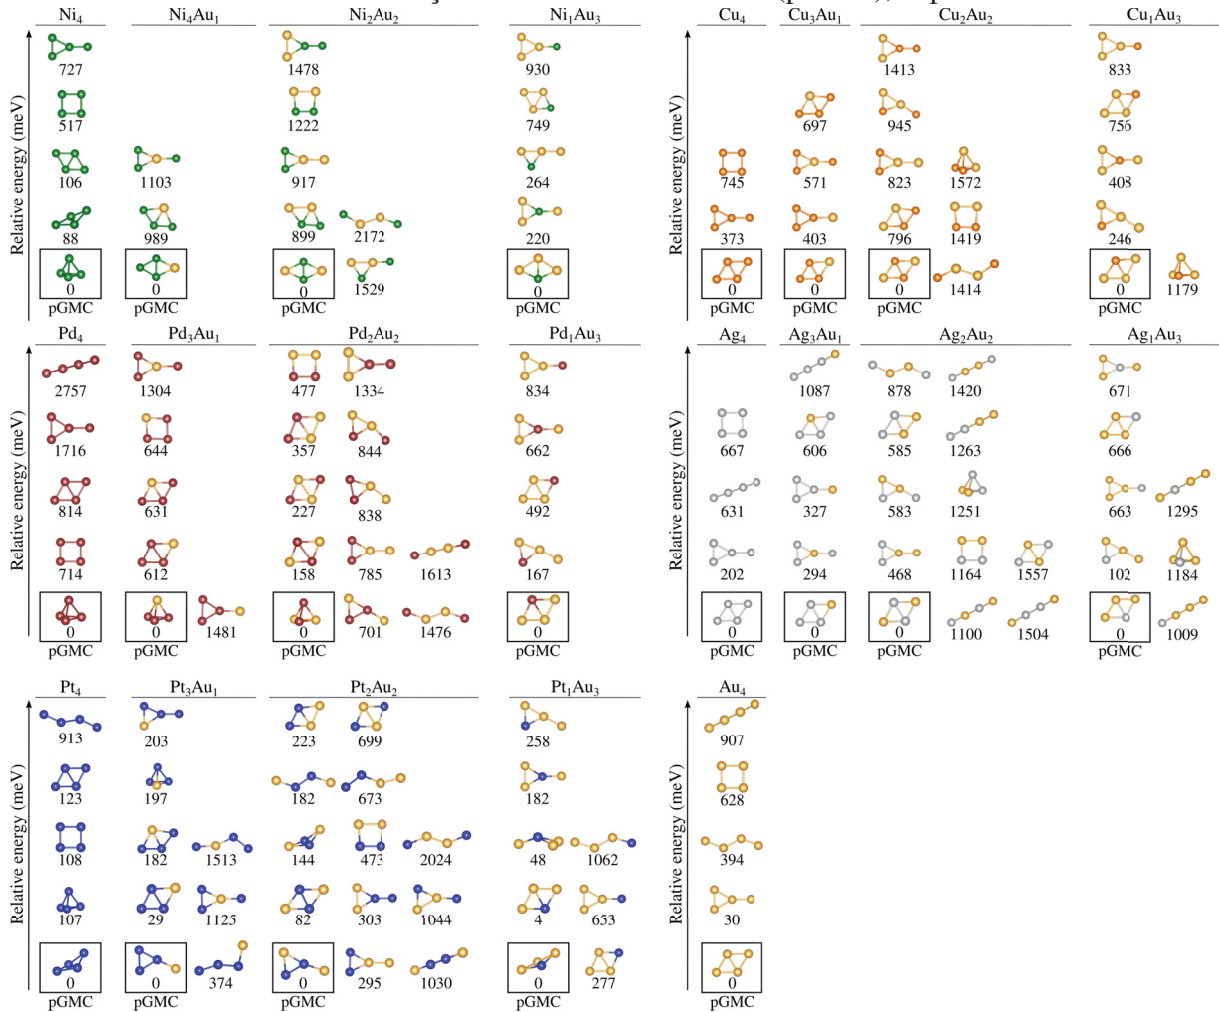 Ni4 Ni4Au1 Ni2Au2 Ni1Au3
Relative energy (meV)
727 1478 930
517 1222 749
106 1103 917 264
88 989 899 2172 220
0 0 0 1529 0
pGMC pGMC pGMC pGMC
Cu4 Cu3Au1 Cu2Au2 Cu1Au3
Relative energy (meV)
1413 833
697 945 756
745 571 823 1572 408
373 403 796 1419 246
0 0 0 1414 0 1179
pGMC pGMC pGMC pGMC
Pd4 Pd3Au1 Pd2Au2 Pd1Au3
Relative energy (meV)
2757 1304 477 1334 834
1716 644 357 844 662
814 631 227 838 492
714 612 158 785 1613 167
0 0 1481 0 701 1476 0
pGMC pGMC pGMC pGMC
Ag4 Ag3Au1 Ag2Au2 Ag1Au3
Relative energy (meV)
1087 878 1420 671
667 606 585 1263 666
631 327 583 1251 663 1295
202 294 468 1164 1557 102 1184
0 0 0 1100 1504 0 1009
pGMC pGMC pGMC pGMC
Pt4 Pt3Au1 Pt2Au2 Pt1Au3
Relative energy (meV)
913 203 223 699 258
123 197 182 673 182
108 182 1513 144 473 2024 48 1062
107 29 1125 82 303 1044 4 653
0 0 374 0 295 1030 0 277
pGMC pGMC pGMC pGMC
Au4
Relative energy (meV)
907
628
394
30
0
pGMC